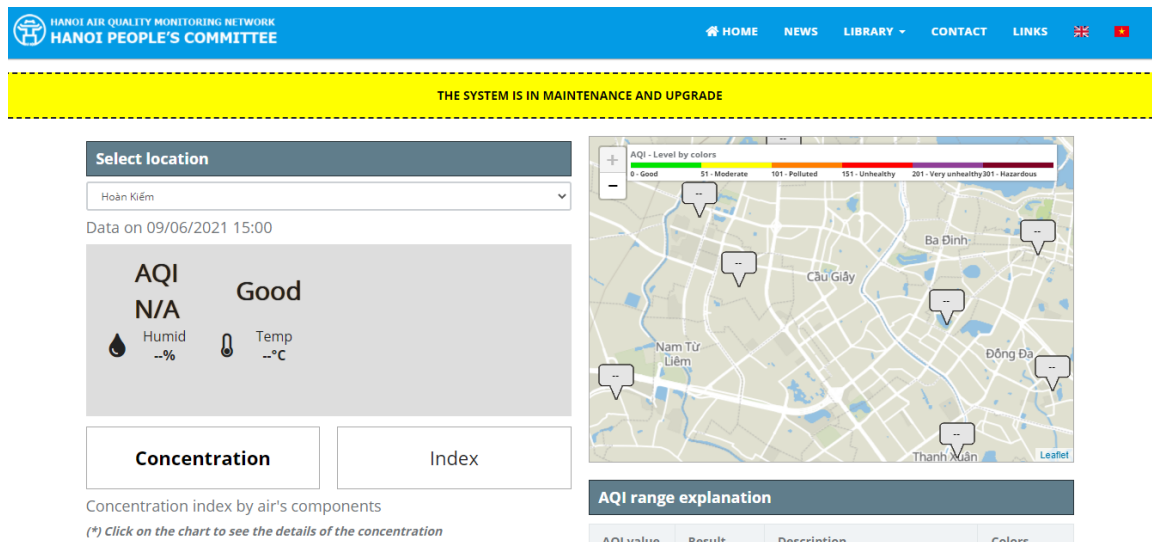 HANOI AIR QUALITY MONITORING NETWORK
HANOI PEOPLE'S COMMITTEE
HOME NEWS LIBRARY CONTACT LINKS
THE SYSTEM IS IN MAINTENANCE AND UPGRADE
Select location
Hoàn Kiếm
Data on 09/06/2021 15:00
AQI
N/A
Good
Humid
--%
Temp
--°C
Concentration
Index
Concentration index by air's components
(*) Click on the chart to see the details of the concentration
+
−
AQI - Level by colors
0 - Good 51 - Moderate 101 - Polluted 151 - Unhealthy 201 - Very unhealthy 301 - Hazardous
--
--
--
Ba Đình
--
Cầu Giấy
--
Nam Từ
Liêm
Đống Đa
--
--
--
Thanh Xuân
Leaflet
AQI range explanation
AQI value Result Description Colors